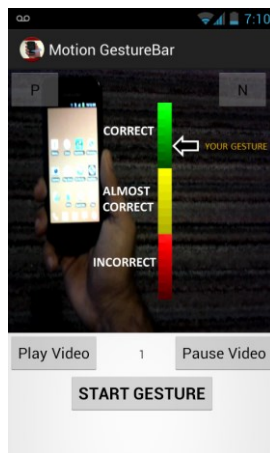 7:10
Motion GestureBar
P
N
CORRECT
YOUR GESTURE
ALMOST
CORRECT
INCORRECT
Play Video
1
Pause Video
START GESTURE